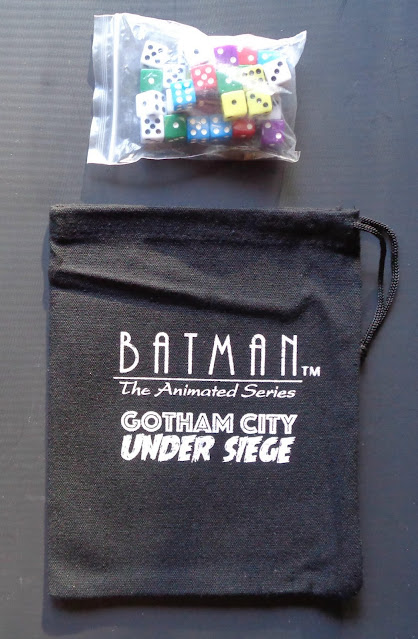 BATMAN™
The Animated Series
GOTHAM CITY
UNDER SIEGE